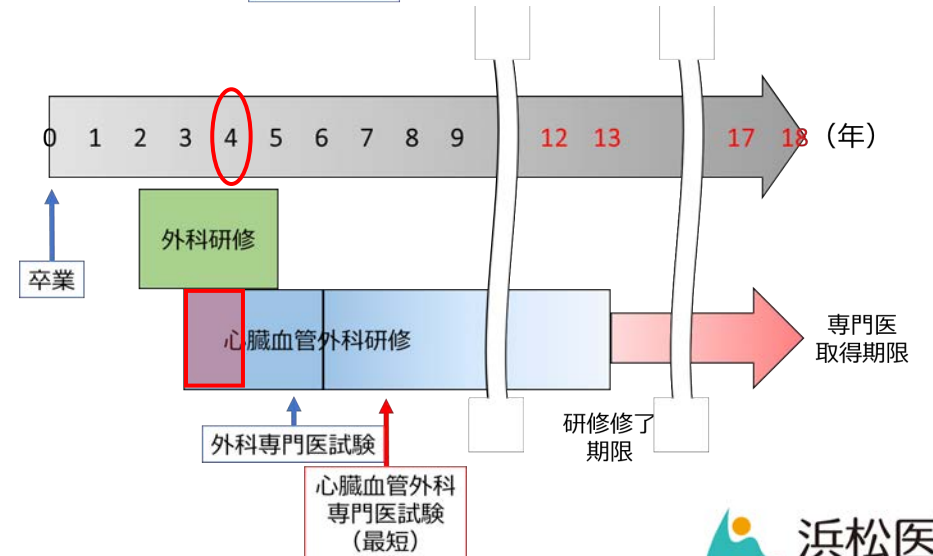 0 1 2 3 4 5 6 7 8 9 12 13 17 18 (年)
外科研修
卒業
心臓血管外科研修
専門医
取得期限
研修修了
期限
外科専門医試験
心臓血管外科
専門医試験
（最短）
浜松医